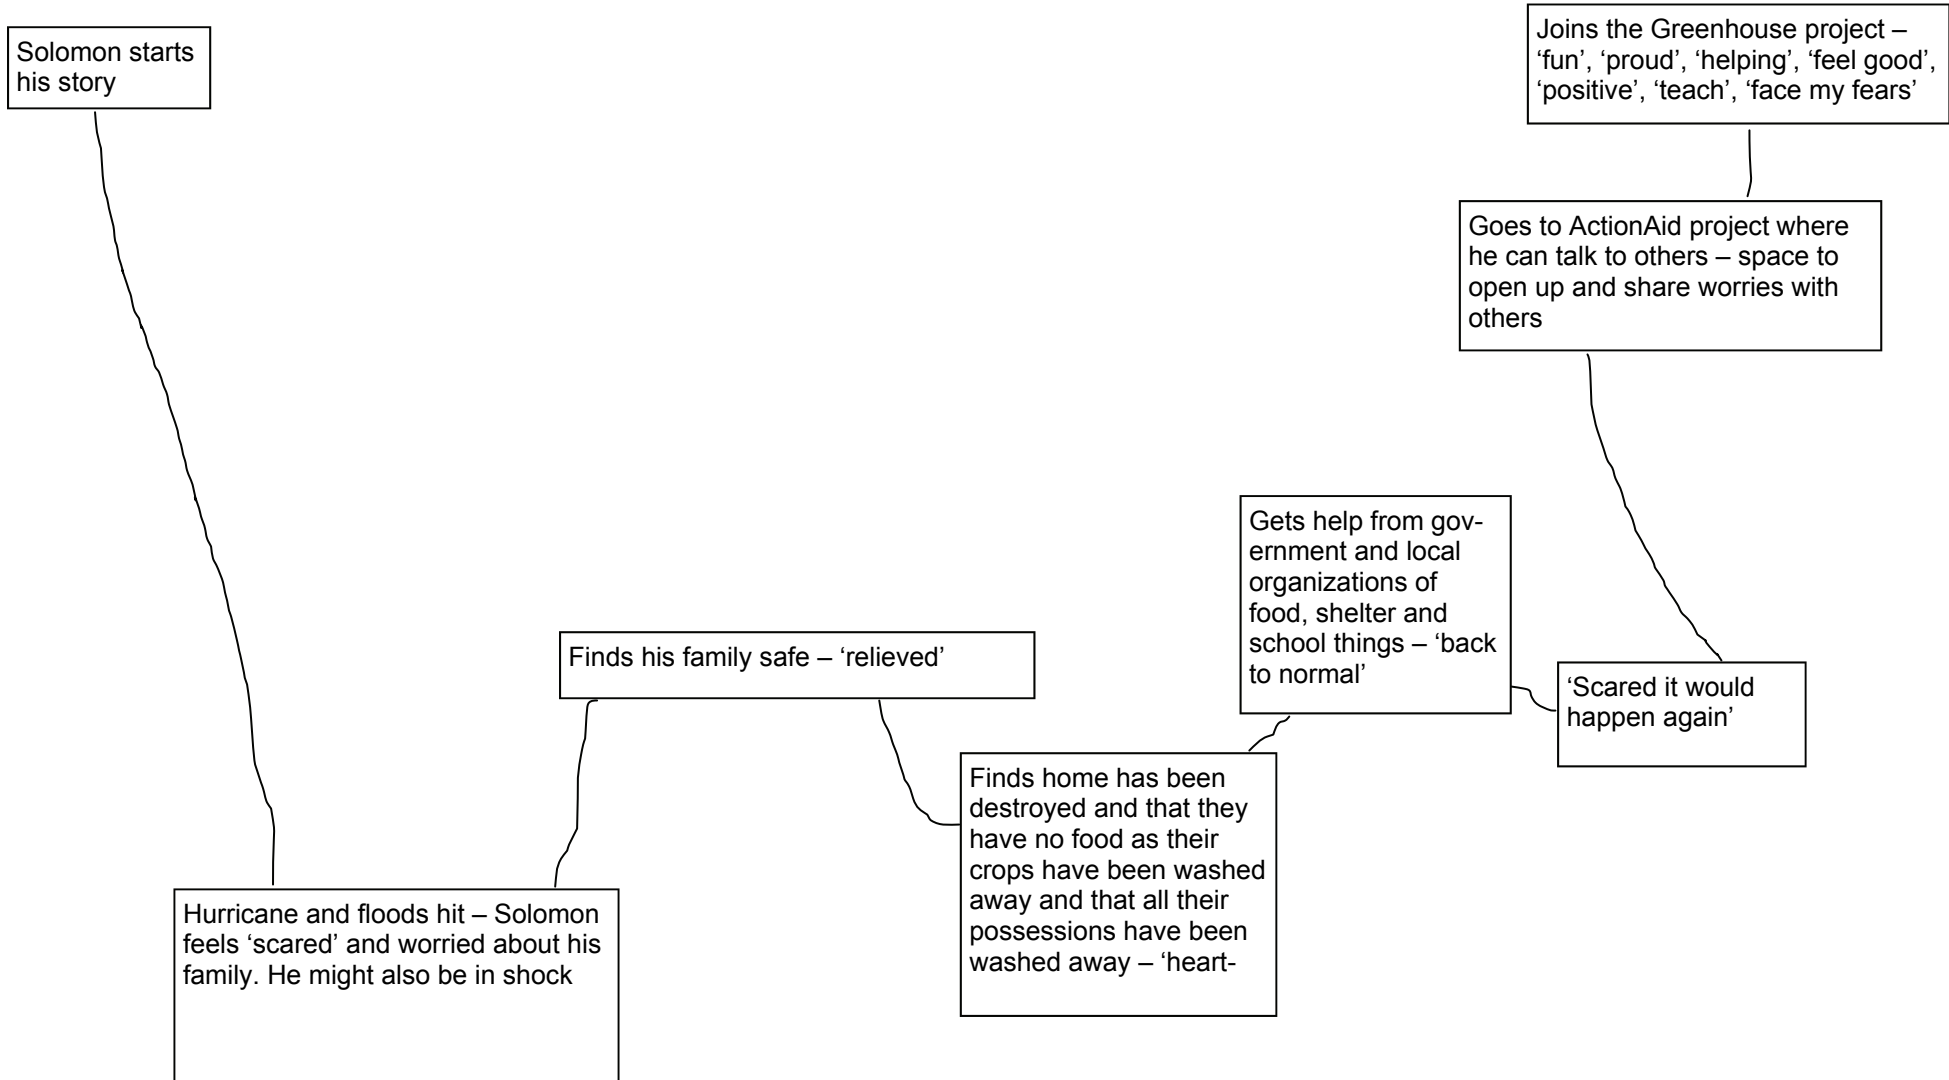 Solomon starts
his story
Hurricane and floods hit – Solomon
feels ‘scared’ and worried about his
family. He might also be in shock
Finds his family safe – ‘relieved’
Finds home has been
destroyed and that they
have no food as their
crops have been washed
away and that all their
possessions have been
washed away – ‘heart-
Gets help from gov-
ernment and local
organizations of
food, shelter and
school things – ‘back
to normal’
‘Scared it would
happen again’
Goes to ActionAid project where
he can talk to others – space to
open up and share worries with
others
Joins the Greenhouse project –
‘fun’, ‘proud’, ‘helping’, ‘feel good’,
‘positive’, ‘teach’, ‘face my fears’